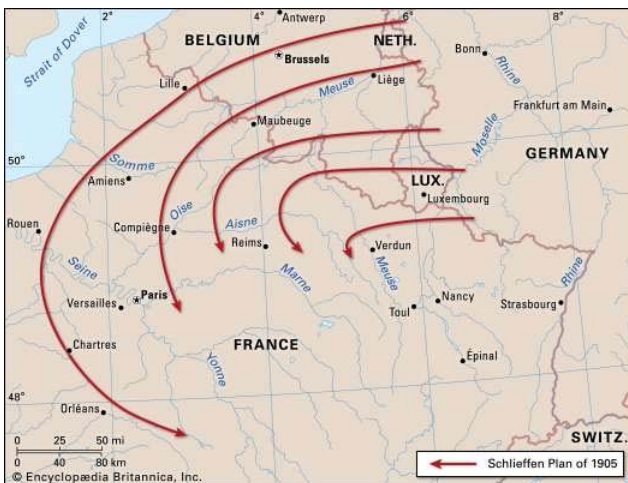 2°
4°
6°
8°
Antwerp
BELGIUM
NETH.
Strait of Dover
Brussels
Bonn
Rhine
Lille
Meuse
Liège
Maubeuge
Frankfurt am Main
Moselle
50°
Somme
GERMANY
Amiens
Oise
LUX.
Luxembourg
Rouen
Compiègne
Aisne
Reims
Verdun
Seine
Marne
Meuse
Rhine
Paris
Versailles
Nancy
Strasbourg
Toul
Chartres
FRANCE
Yonne
Épinal
48°
Orléans
SWITZ.
0 25 50 mi
0 40 80 km
Schlieffen Plan of 1905
© Encyclopædia Britannica, Inc.